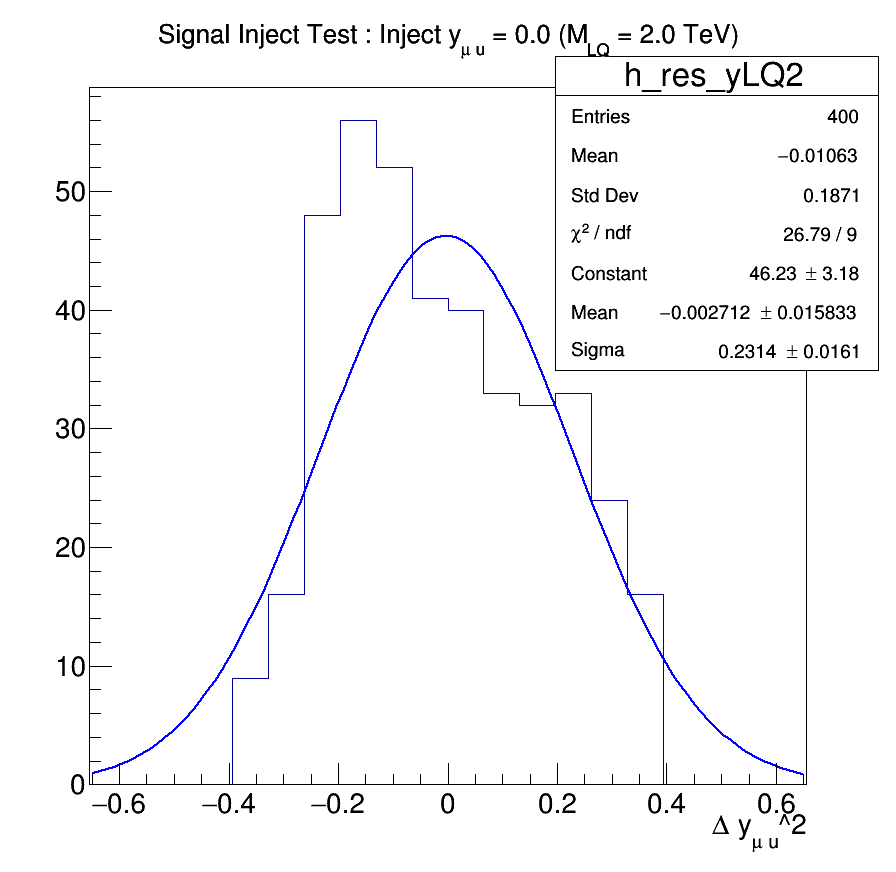 Signal Inject Test : Inject y_μu = 0.0 (M_LQ = 2.0 TeV)
h_res_yLQ2
Entries 400
Mean −0.01063
Std Dev 0.1871
χ² / ndf 26.79 / 9
Constant 46.23 ± 3.18
Mean −0.002712 ± 0.015833
Sigma 0.2314 ± 0.0161
50
40
30
20
10
0
−0.6 −0.4 −0.2 0 0.2 0.4 0.6
Δ y_μu^2